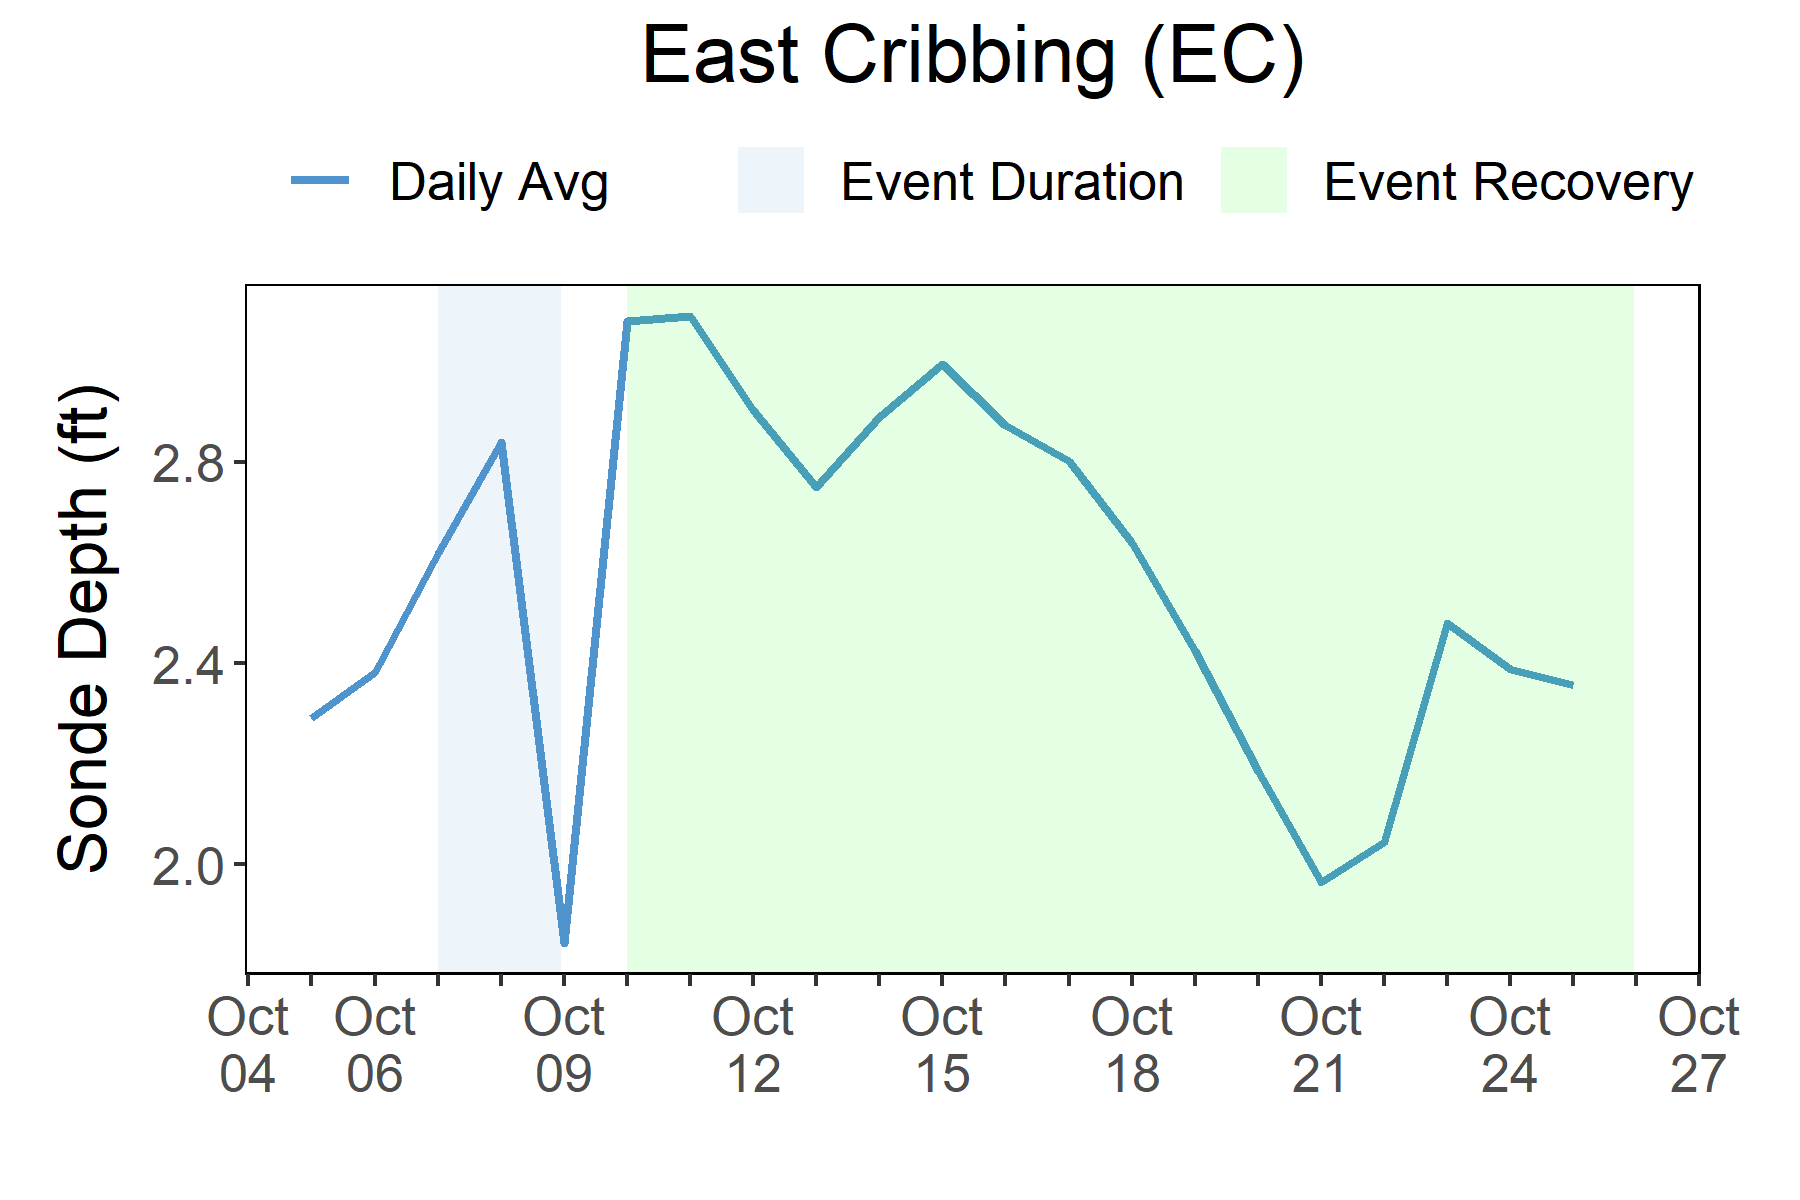 East Cribbing (EC)
Daily Avg Event Duration Event Recovery
Sonde Depth (ft)
2.8
2.4
2.0
Oct Oct Oct Oct Oct Oct Oct Oct Oct
04 06 09 12 15 18 21 24 27